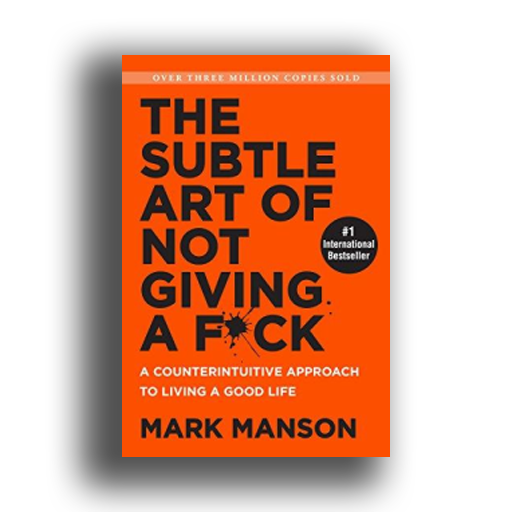 OVER THREE MILLION COPIES SOLD
THE
SUBTLE
ART OF
NOT
#1
International
Bestseller
GIVING
A F*CK
A COUNTERINTUITIVE APPROACH
TO LIVING A GOOD LIFE
MARK MANSON